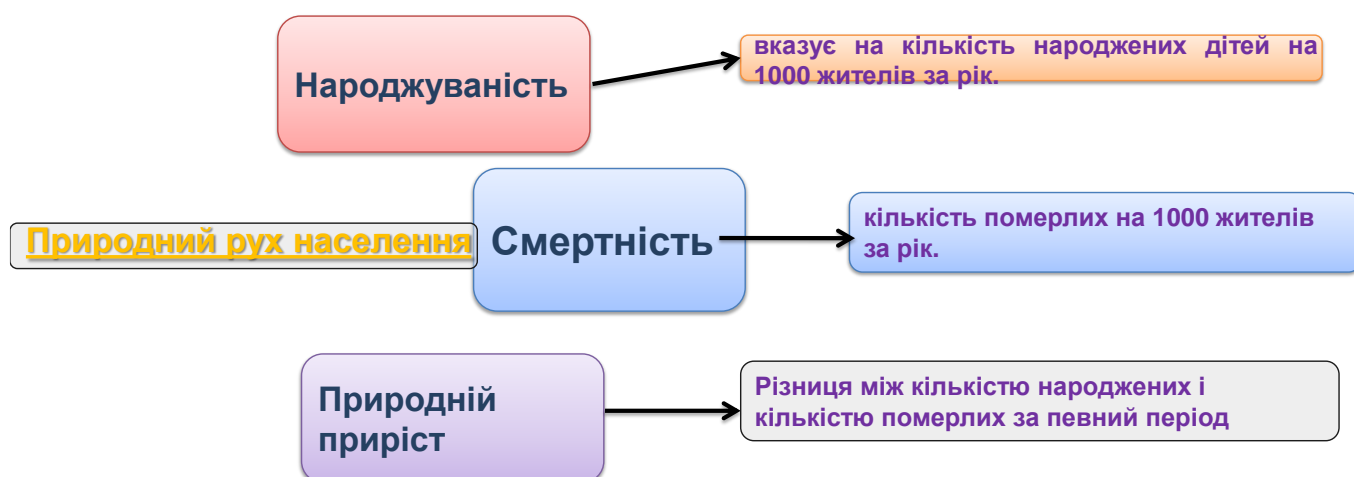 Народжуваність
вказує на кількість народжених дітей на
1000 жителів за рік.
Природний рух населення
Смертність
кількість померлих на 1000 жителів
за рік.
Природній
приріст
Різниця між кількістю народжених і
кількістю померлих за певний період